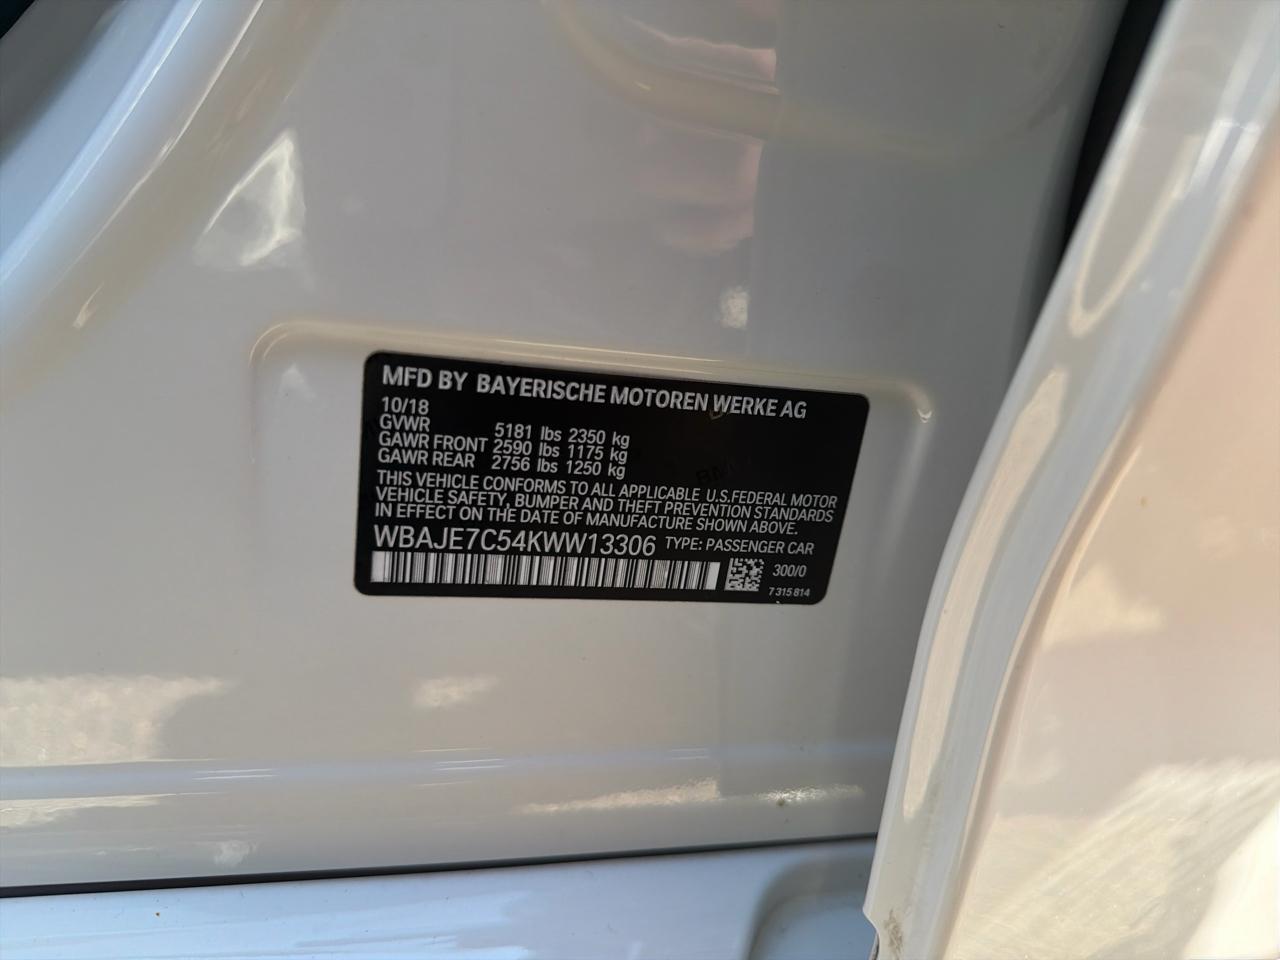 MFD BY BAYERISCHE MOTOREN WERKE AG
10/18
GVWR 5181 lbs 2350 kg
GAWR FRONT 2590 lbs 1175 kg
GAWR REAR 2756 lbs 1250 kg
THIS VEHICLE CONFORMS TO ALL APPLICABLE U.S.FEDERAL MOTOR
VEHICLE SAFETY, BUMPER AND THEFT PREVENTION STANDARDS
IN EFFECT ON THE DATE OF MANUFACTURE SHOWN ABOVE.
WBAJE7C54KWW13306 TYPE: PASSENGER CAR
300/0
7 315 814